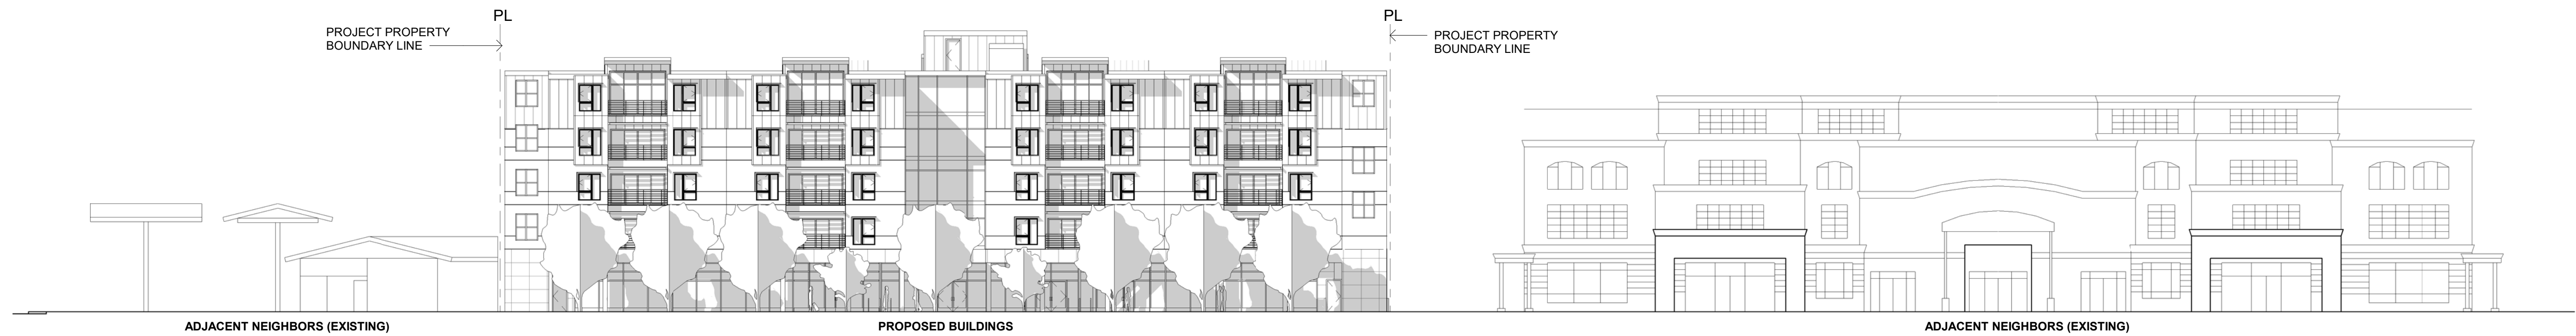 PL
PROJECT PROPERTY
BOUNDARY LINE
PL
PROJECT PROPERTY
BOUNDARY LINE
ADJACENT NEIGHBORS (EXISTING)
PROPOSED BUILDINGS
ADJACENT NEIGHBORS (EXISTING)